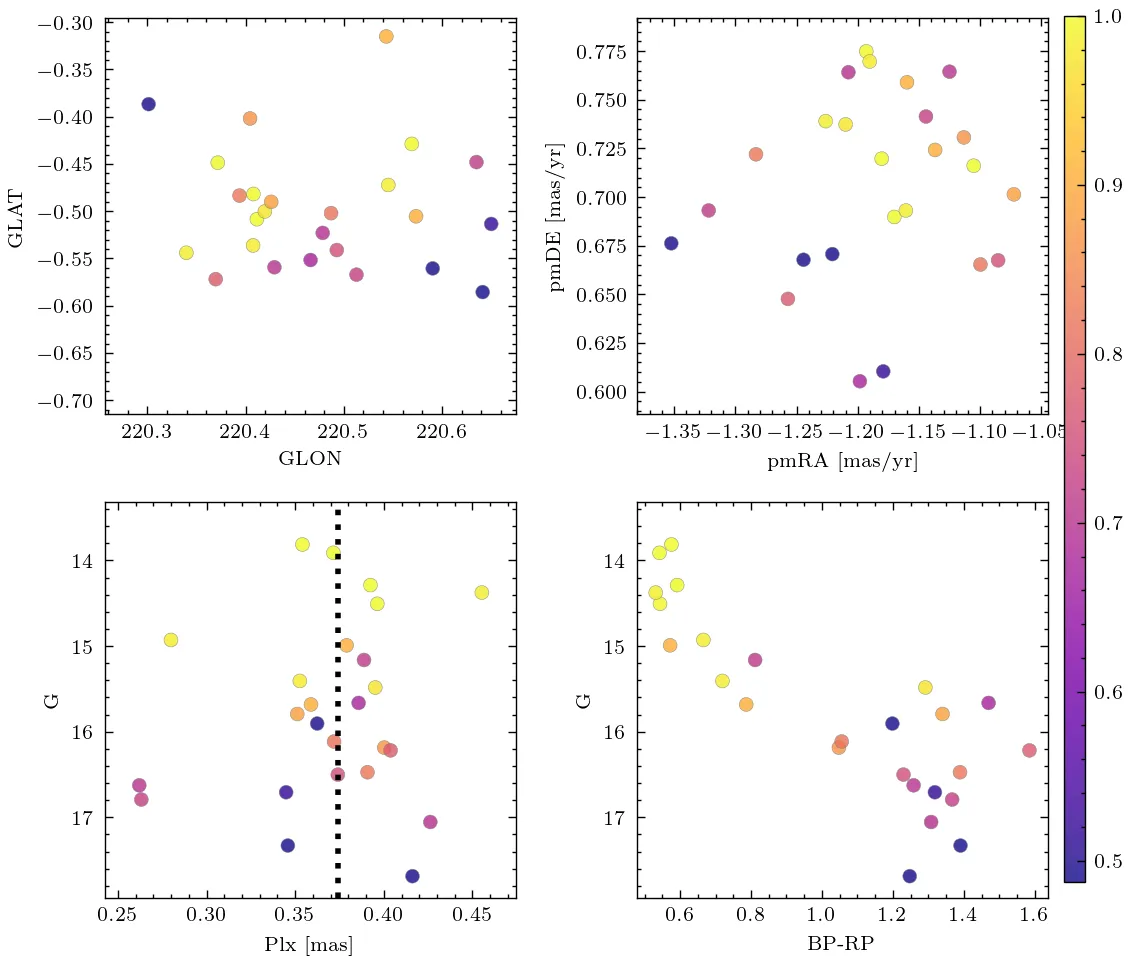 −0.30
−0.35
−0.40
−0.45
−0.50
−0.55
−0.60
−0.65
−0.70
GLAT
220.3 220.4 220.5 220.6
GLON
0.775
0.750
0.725
0.700
0.675
0.650
0.625
0.600
pmDE [mas/yr]
−1.35 −1.30 −1.25 −1.20 −1.15 −1.10 −1.05
pmRA [mas/yr]
1.0
0.9
0.8
0.7
0.6
0.5
14
15
16
17
G
0.25 0.30 0.35 0.40 0.45
Plx [mas]
14
15
16
17
G
0.6 0.8 1.0 1.2 1.4 1.6
BP-RP